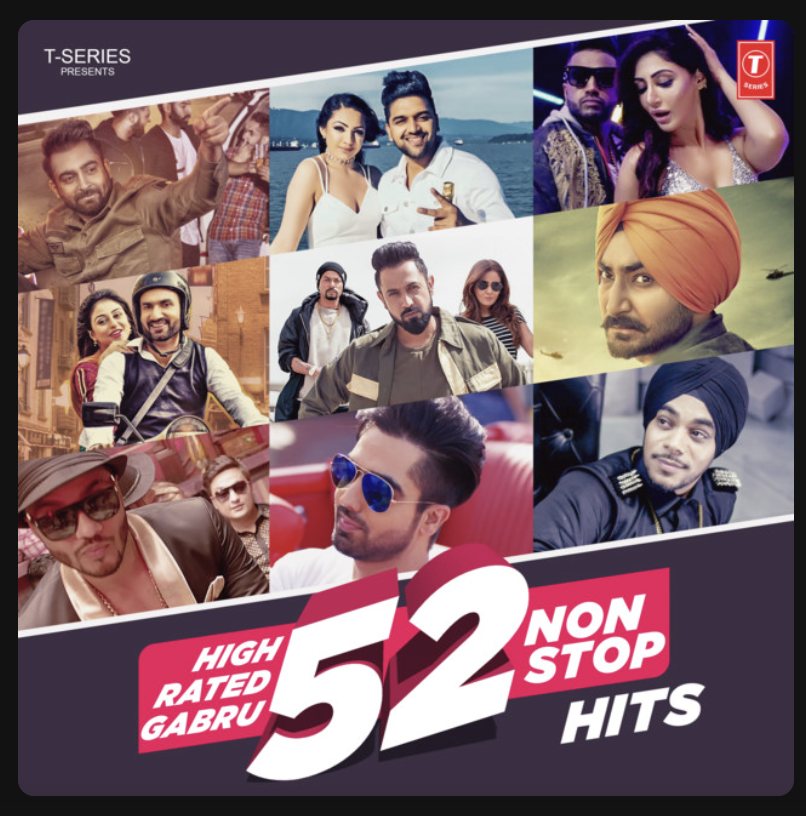 T-SERIES
PRESENTS
T
SERIES
HIGH
RATED
GABRU
52
NON
STOP
HITS